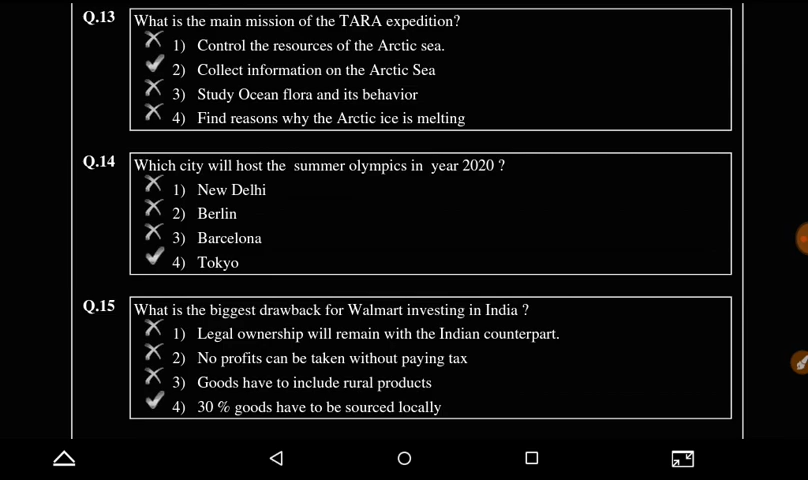 Q.13 What is the main mission of the TARA expedition?
1) Control the resources of the Arctic sea.
2) Collect information on the Arctic Sea
3) Study Ocean flora and its behavior
4) Find reasons why the Arctic ice is melting
Q.14 Which city will host the summer olympics in year 2020 ?
1) New Delhi
2) Berlin
3) Barcelona
4) Tokyo
Q.15 What is the biggest drawback for Walmart investing in India ?
1) Legal ownership will remain with the Indian counterpart.
2) No profits can be taken without paying tax
3) Goods have to include rural products
4) 30 % goods have to be sourced locally